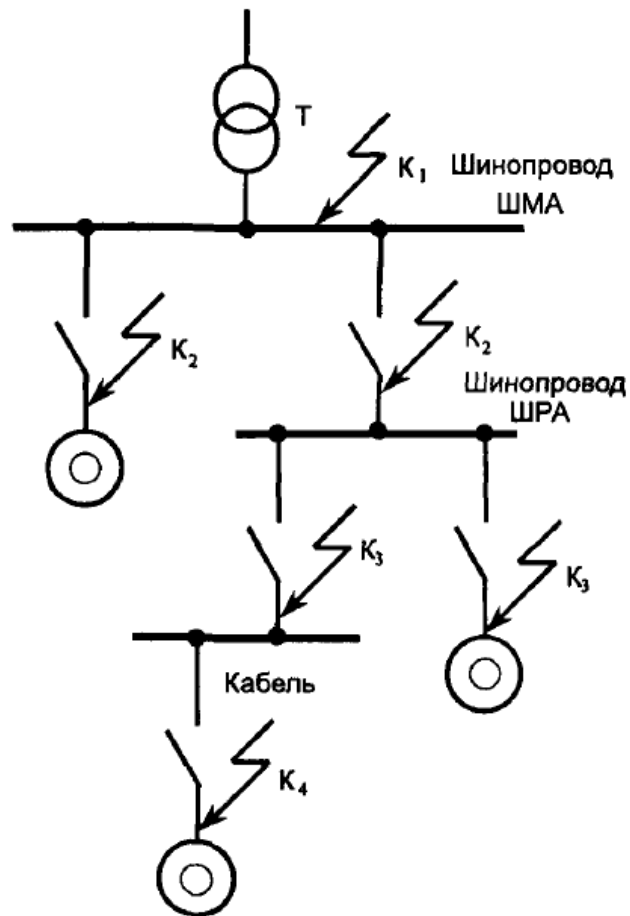 Т
К₁
Шинопровод
ШМА
К₂
К₂
Шинопровод
ШРА
К₃
К₃
Кабель
К₄